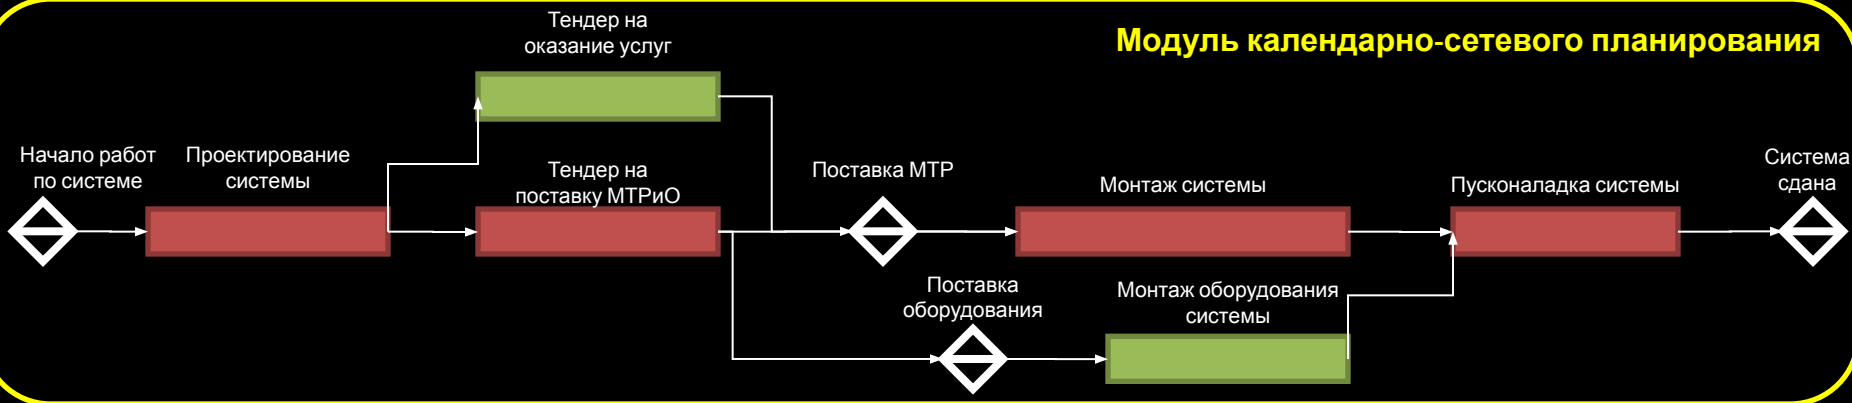 Модуль календарно-сетевого планирования
Тендер на
оказание услуг
Начало работ
по системе
Проектирование
системы
Тендер на
поставку МТРиО
Поставка МТР
Монтаж системы
Пусконаладка системы
Система
сдана
Поставка
оборудования
Монтаж оборудования
системы